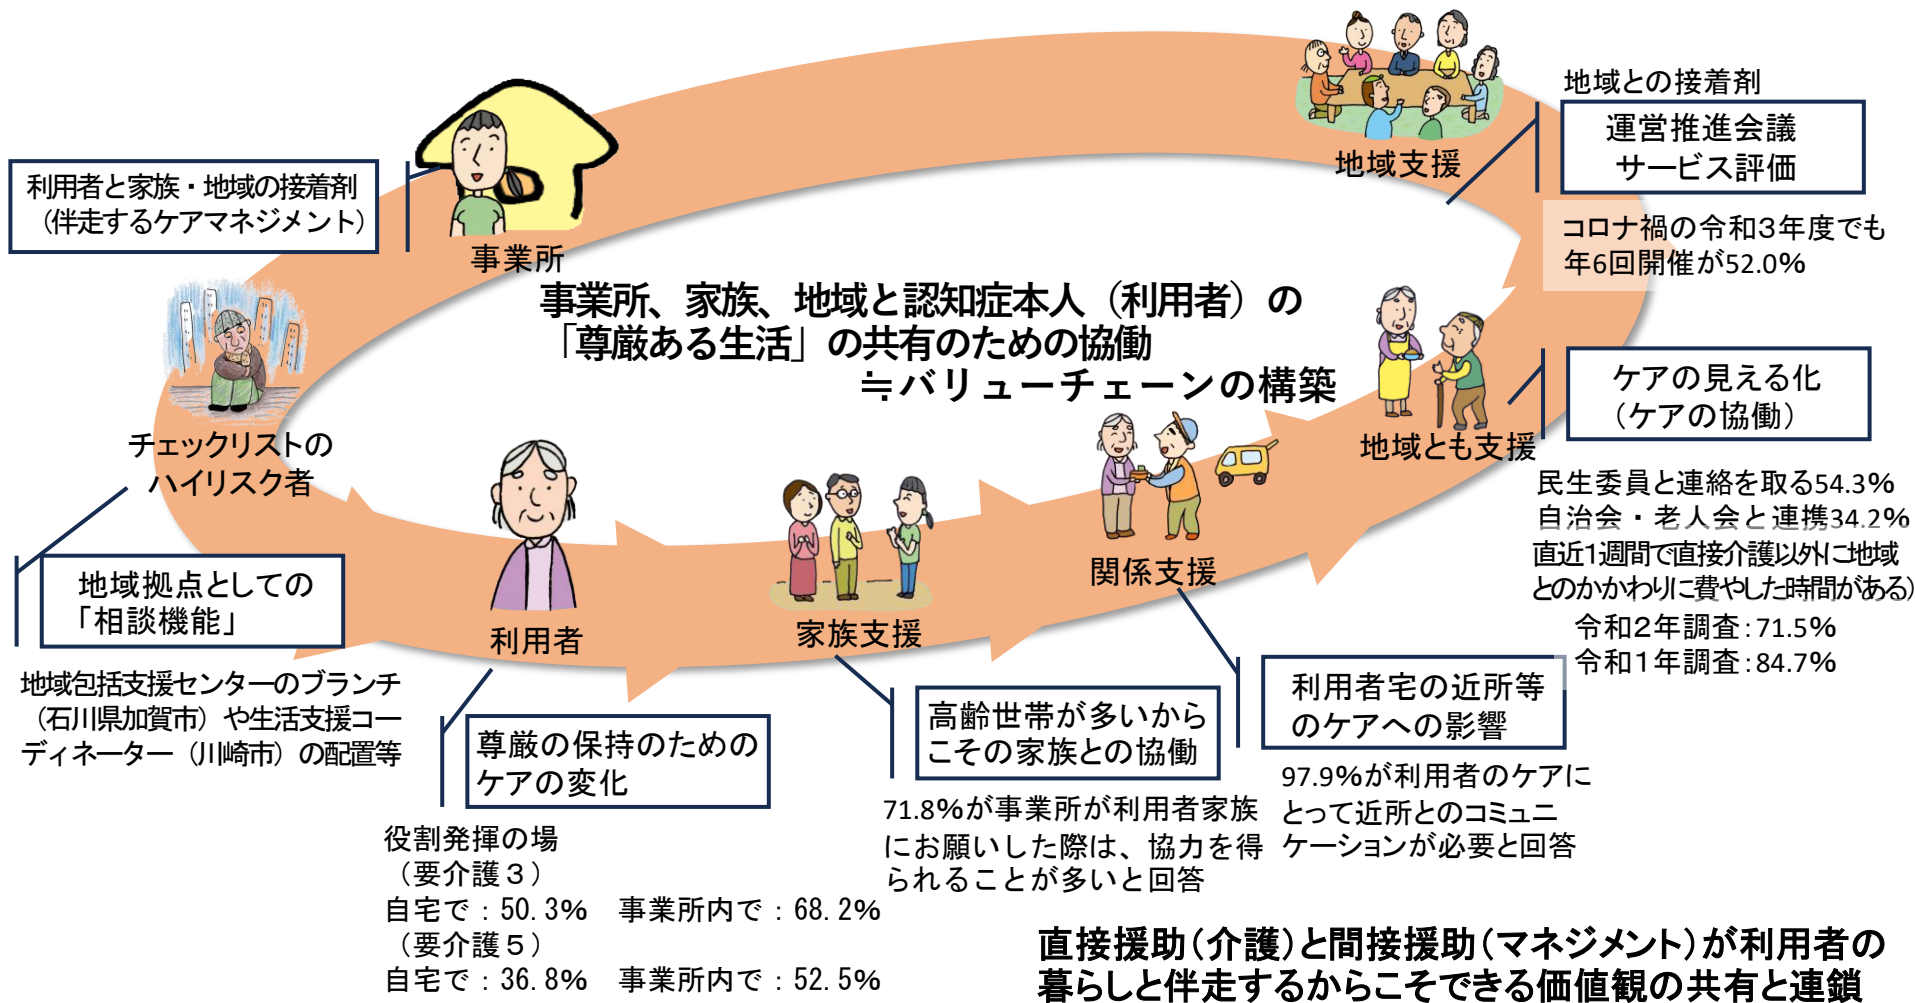 地域との接着剤
運営推進会議
サービス評価
地域支援
コロナ禍の令和3年度でも
年6回開催が52.0%
利用者と家族・地域の接着剤
（伴走するケアマネジメント）
事業所
事業所、家族、地域と認知症本人（利用者）の
「尊厳ある生活」の共有のための協働
≒バリューチェーンの構築
ケアの見える化
（ケアの協働）
地域とも支援
民生委員と連絡を取る54.3%
自治会・老人会と連携34.2%
直近1週間で直接介護以外に地域
とのかかわりに費やした時間がある）
令和2年調査：71.5%
令和1年調査：84.7%
チェックリストの
ハイリスク者
地域拠点としての
「相談機能」
地域包括支援センターのブランチ
（石川県加賀市）や生活支援コー
ディネーター（川崎市）の配置等
利用者
尊厳の保持のための
ケアの変化
役割発揮の場
（要介護３）
自宅で：50.3%　事業所内で：68.2%
（要介護５）
自宅で：36.8%　事業所内で：52.5%
家族支援
高齢世帯が多いから
こその家族との協働
71.8%が事業所が利用者家族
にお願いした際は、協力を得
られることが多いと回答
関係支援
利用者宅の近所等
のケアへの影響
97.9%が利用者のケアに
とって近所とのコミュニ
ケーションが必要と回答
直接援助（介護）と間接援助（マネジメント）が利用者の
暮らしと伴走するからこそできる価値観の共有と連鎖